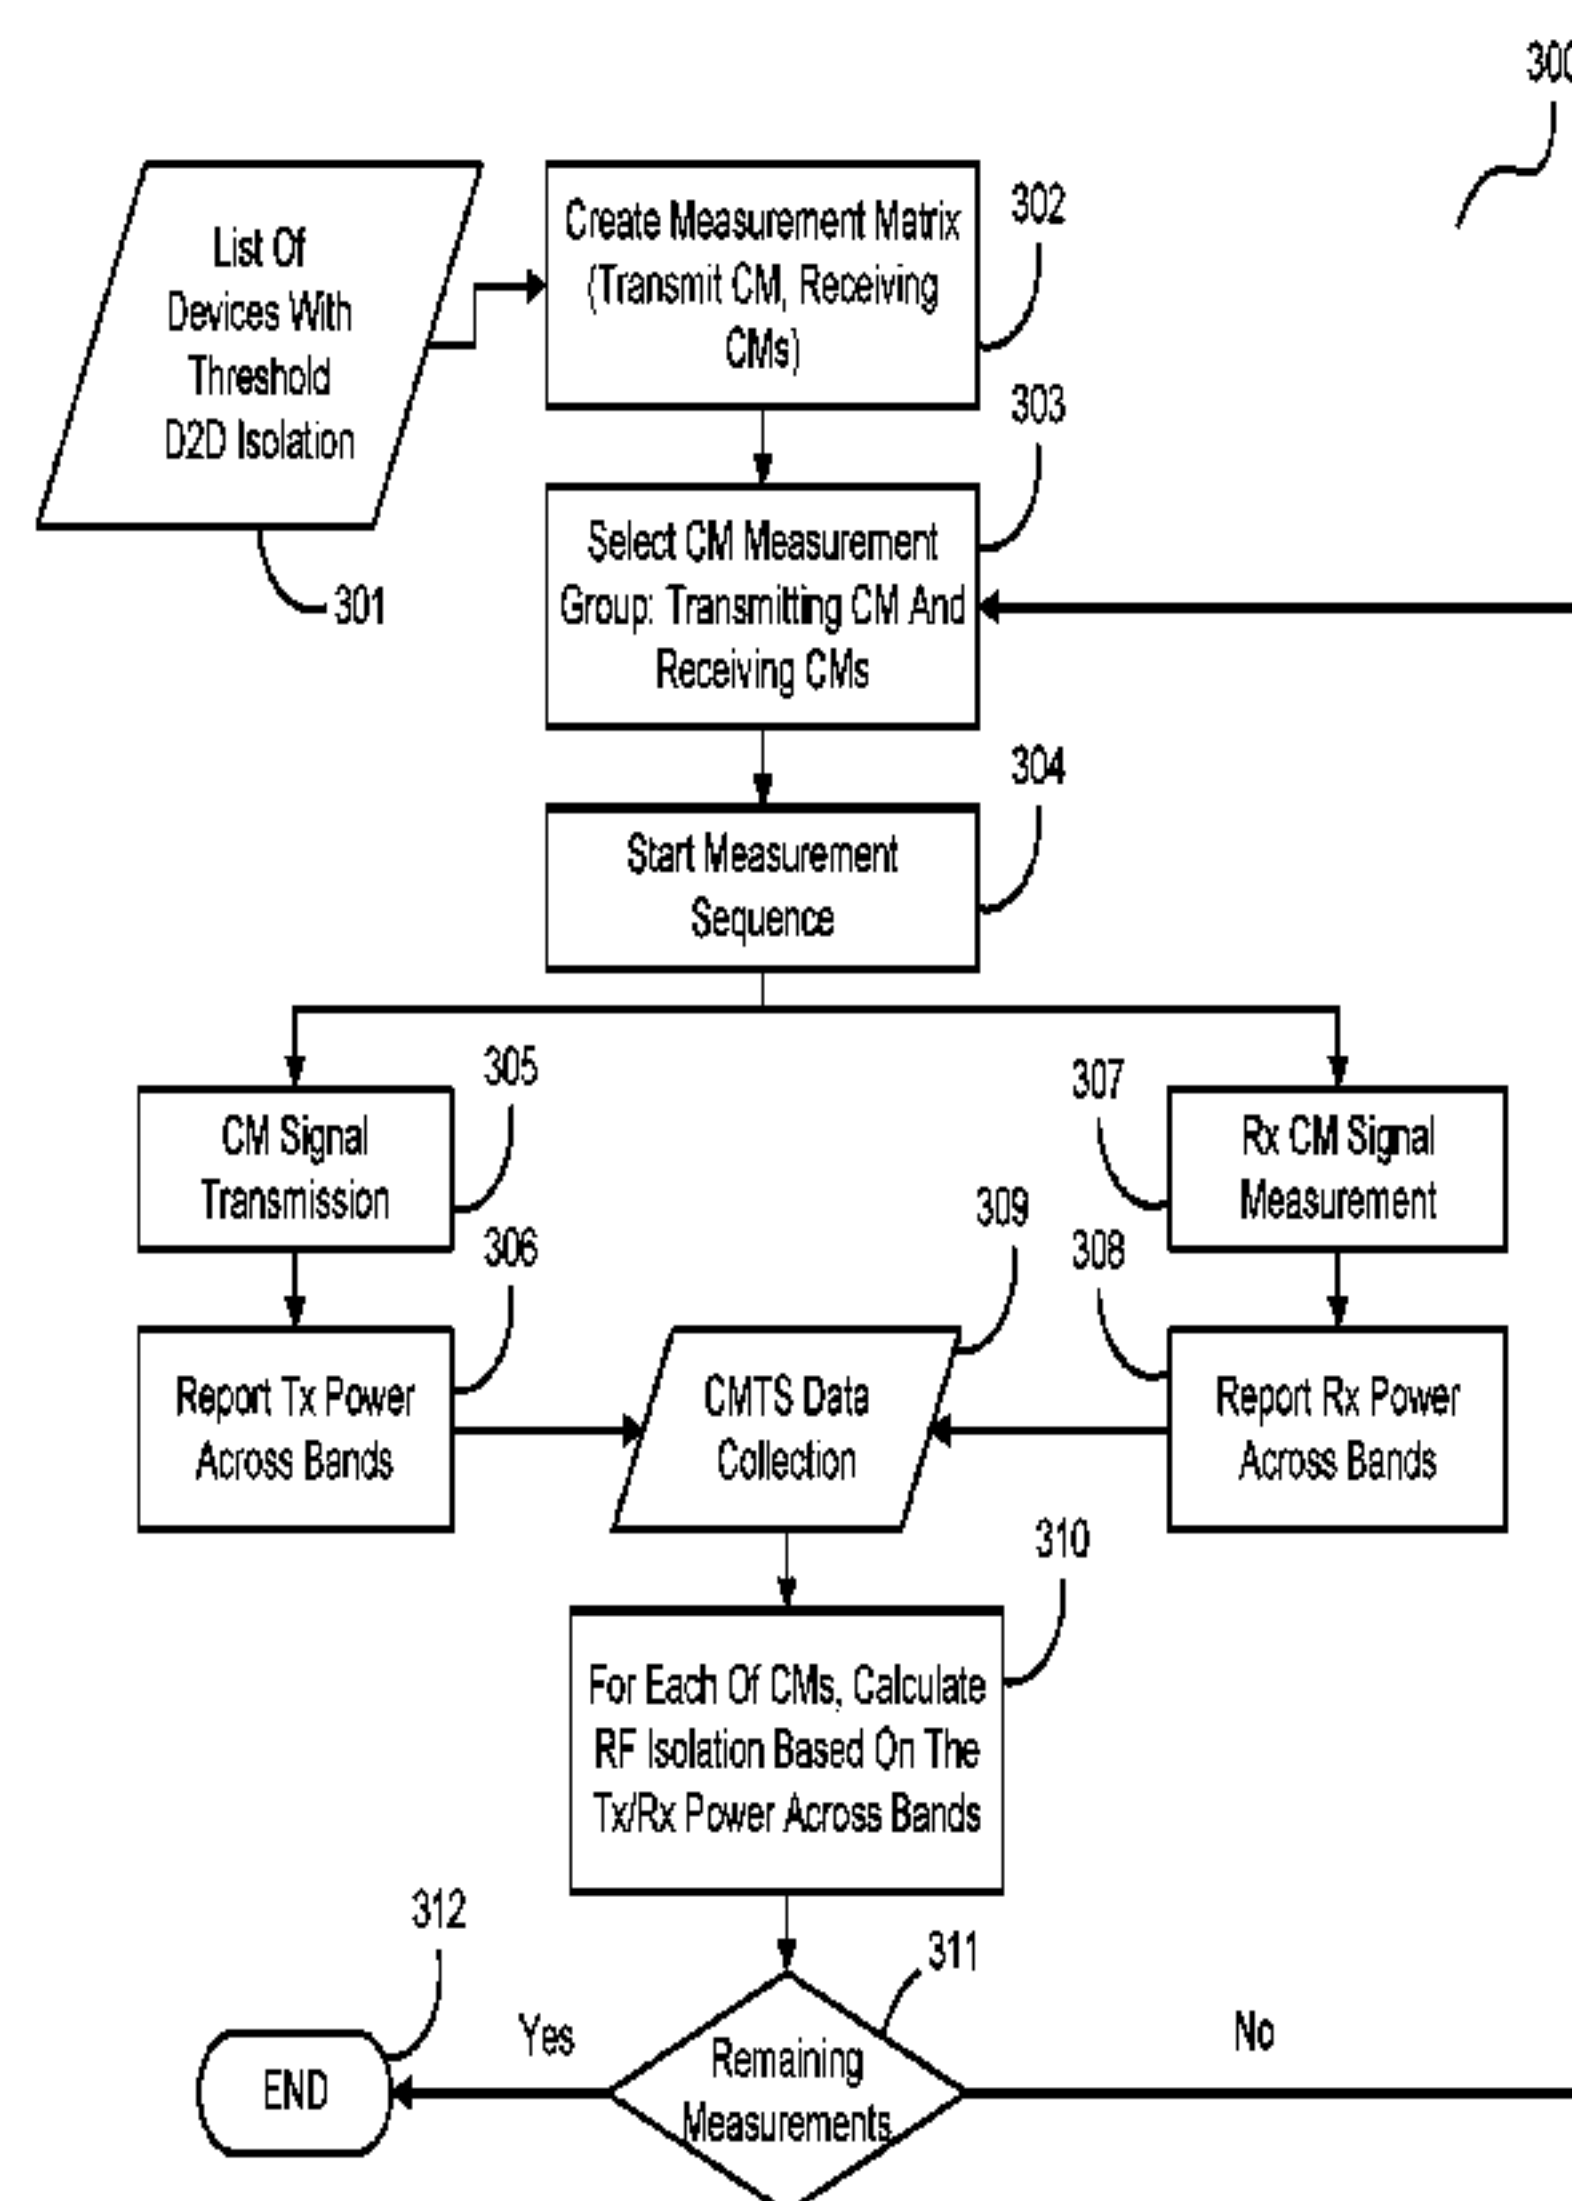 300
List Of
Devices With
Threshold
D2D Isolation
301
Create Measurement Matrix
(Transmit CM, Receiving
CMs)
302
303
Select CM Measurement
Group: Transmitting CM And
Receiving CMs
304
Start Measurement
Sequence
305
CM Signal
Transmission
307
Rx CM Signal
Measurement
306
Report Tx Power
Across Bands
309
CMTS Data
Collection
308
Report Rx Power
Across Bands
310
For Each Of CMs, Calculate
RF Isolation Based On The
Tx/Rx Power Across Bands
312
END
Yes
311
Remaining
Measurements
No